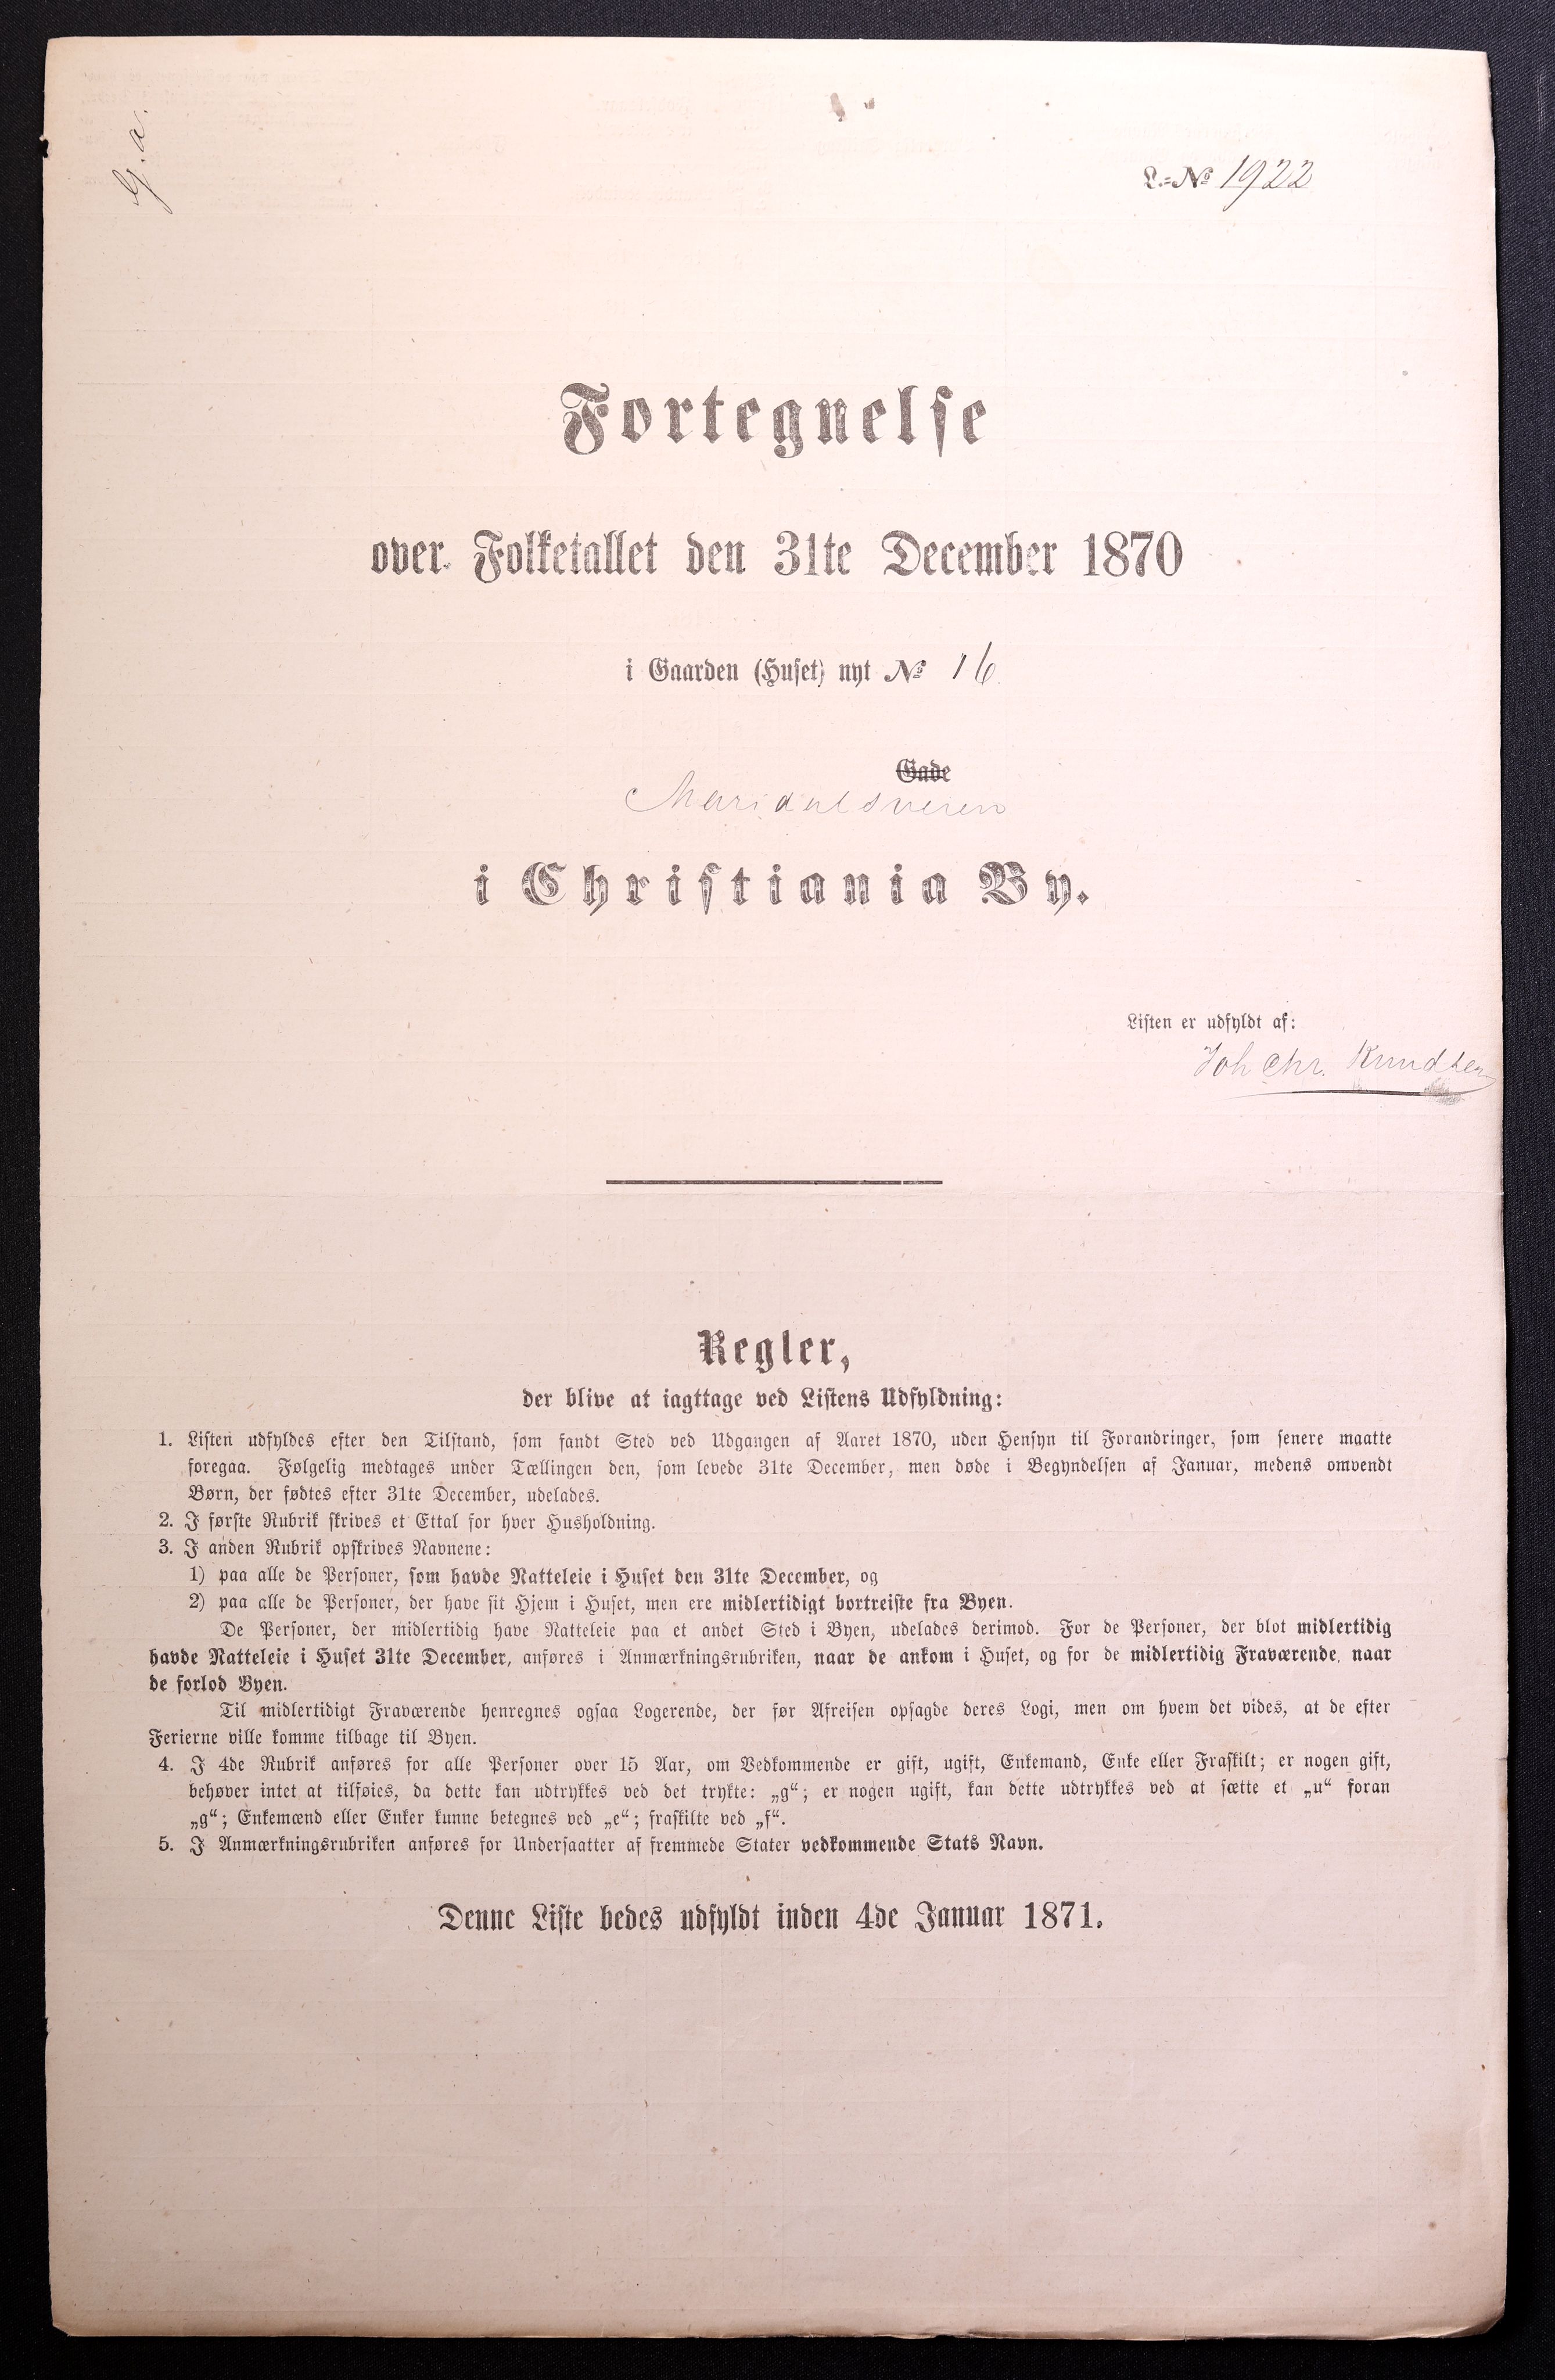 G. a.
L.-No 1922
Fortegnelse
over Folketallet den 31te December 1870
i Gaarden (Huset) nyt No 16
Gade
Maridalsveien
i Christiania By.
Listen er udfyldt af:
Joh Chr. Knudsen
Regler,
der blive at iagttage ved Listens Udfyldning:
1. Listen udfyldes efter den Tilstand, som fandt Sted ved Udgangen af Aaret 1870, uden Hensyn til Forandringer, som senere maatte
foregaa. Følgelig medtages under Tællingen den, som levede 31te December, men døde i Begyndelsen af Januar, medens omvendt
Børn, der fødtes efter 31te December, udelades.
2. I første Rubrik skrives et Ettal for hver Husholdning.
3. I anden Rubrik opskrives Navnene:
1) paa alle de Personer, som havde Natteleie i Huset den 31te December, og
2) paa alle de Personer, der have sit Hjem i Huset, men ere midlertidigt bortreiste fra Byen.
De Personer, der midlertidig have Natteleie paa et andet Sted i Byen, udelades derimod. For de Personer, der blot midlertidig
havde Natteleie i Huset 31te December, anføres i Anmærkningsrubriken, naar de ankom i Huset, og for de midlertidig Fraværende, naar
de forlod Byen.
Til midlertidigt Fraværende henregnes ogsaa Logerende, der før Afreisen opsagde deres Logi, men om hvem det vides, at de efter
Ferierne ville komme tilbage til Byen.
4. I 4de Rubrik anføres for alle Personer over 15 Aar, om Vedkommende er gift, ugift, Enkemand, Enke eller Fraskilt; er nogen gift,
behøver intet at tilføies, da dette kan udtrykkes ved det trykte: „g“; er nogen ugift, kan dette udtrykkes ved at sætte et „u“ foran
„g“; Enkemænd eller Enker kunne betegnes ved „e“; fraskilte ved „f“.
5. I Anmærkningsrubriken anføres for Undersaatter af fremmede Stater vedkommende Stats Navn.
Denne Liste bedes udfyldt inden 4de Januar 1871.